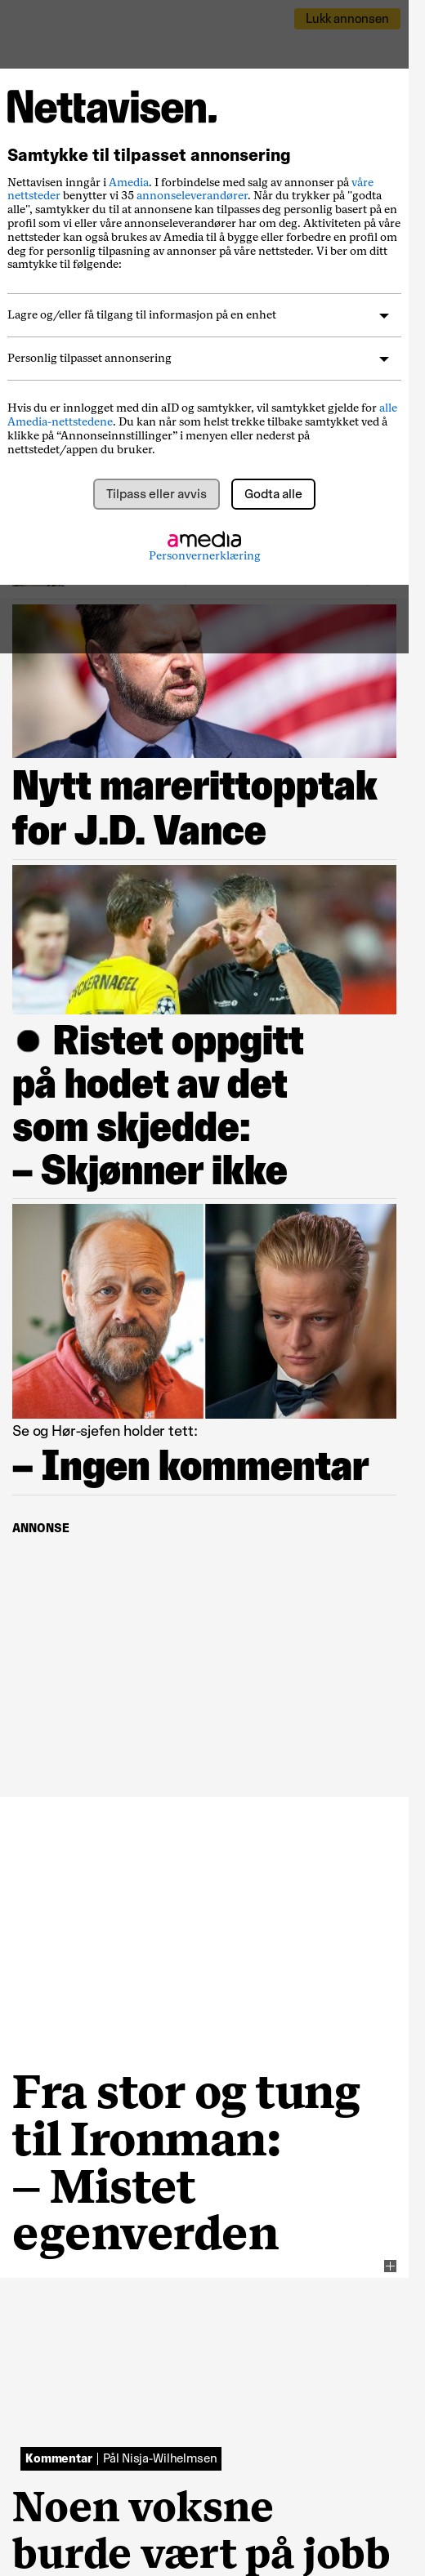 Lukk annonsen
Nettavisen.
Samtykke til tilpasset annonsering
Nettavisen inngår i Amedia. I forbindelse med salg av annonser på våre
nettsteder benytter vi 35 annonseleverandører. Når du trykker på "godta
alle", samtykker du til at annonsene kan tilpasses deg personlig basert på en
profil som vi eller våre annonseleverandører har om deg. Aktiviteten på våre
nettsteder kan også brukes av Amedia til å bygge eller forbedre en profil om
deg for personlig tilpasning av annonser på våre nettsteder. Vi ber om ditt
samtykke til følgende:
Lagre og/eller få tilgang til informasjon på en enhet
Personlig tilpasset annonsering
Hvis du er innlogget med din aID og samtykker, vil samtykket gjelde for alle
Amedia-nettstedene. Du kan når som helst trekke tilbake samtykket ved å
klikke på “Annonseinnstillinger” i menyen eller nederst på
nettstedet/appen du bruker.
Tilpass eller avvis
Godta alle
amedia
Personvernerklæring
Nytt marerittopptak
for J.D. Vance
CKERNAGEL
Ristet oppgitt
på hodet av det
som skjedde:
– Skjønner ikke
Se og Hør-sjefen holder tett:
– Ingen kommentar
ANNONSE
Fra stor og tung
til Ironman:
– Mistet
egenverden
Kommentar | Pål Nisja-Wilhelmsen
Noen voksne
burde vært på jobb